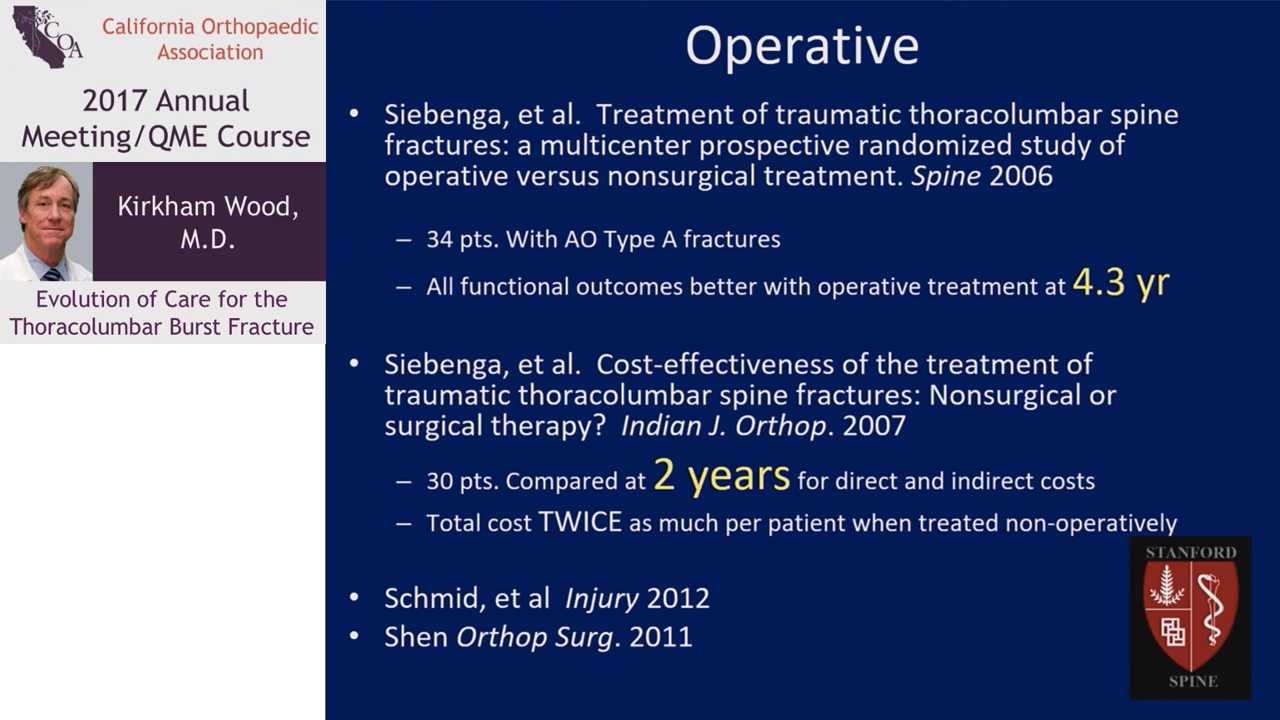 COA
California Orthopaedic
Association
2017 Annual
Meeting/QME Course
Kirkham Wood,
M.D.
Evolution of Care for the
Thoracolumbar Burst Fracture
Operative
• Siebenga, et al. Treatment of traumatic thoracolumbar spine
fractures: a multicenter prospective randomized study of
operative versus nonsurgical treatment. Spine 2006
– 34 pts. With AO Type A fractures
– All functional outcomes better with operative treatment at 4.3 yr
• Siebenga, et al. Cost-effectiveness of the treatment of
traumatic thoracolumbar spine fractures: Nonsurgical or
surgical therapy? Indian J. Orthop. 2007
– 30 pts. Compared at 2 years for direct and indirect costs
– Total cost TWICE as much per patient when treated non-operatively
• Schmid, et al Injury 2012
• Shen Orthop Surg. 2011
STANFORD
SPINE